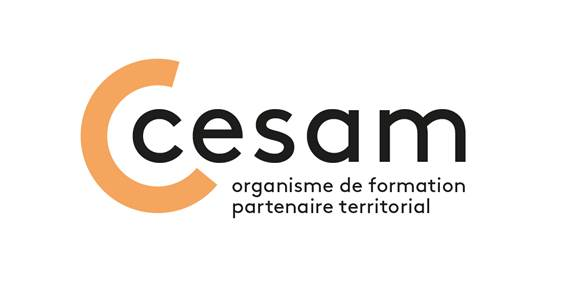 cesam
organisme de formation
partenaire territorial